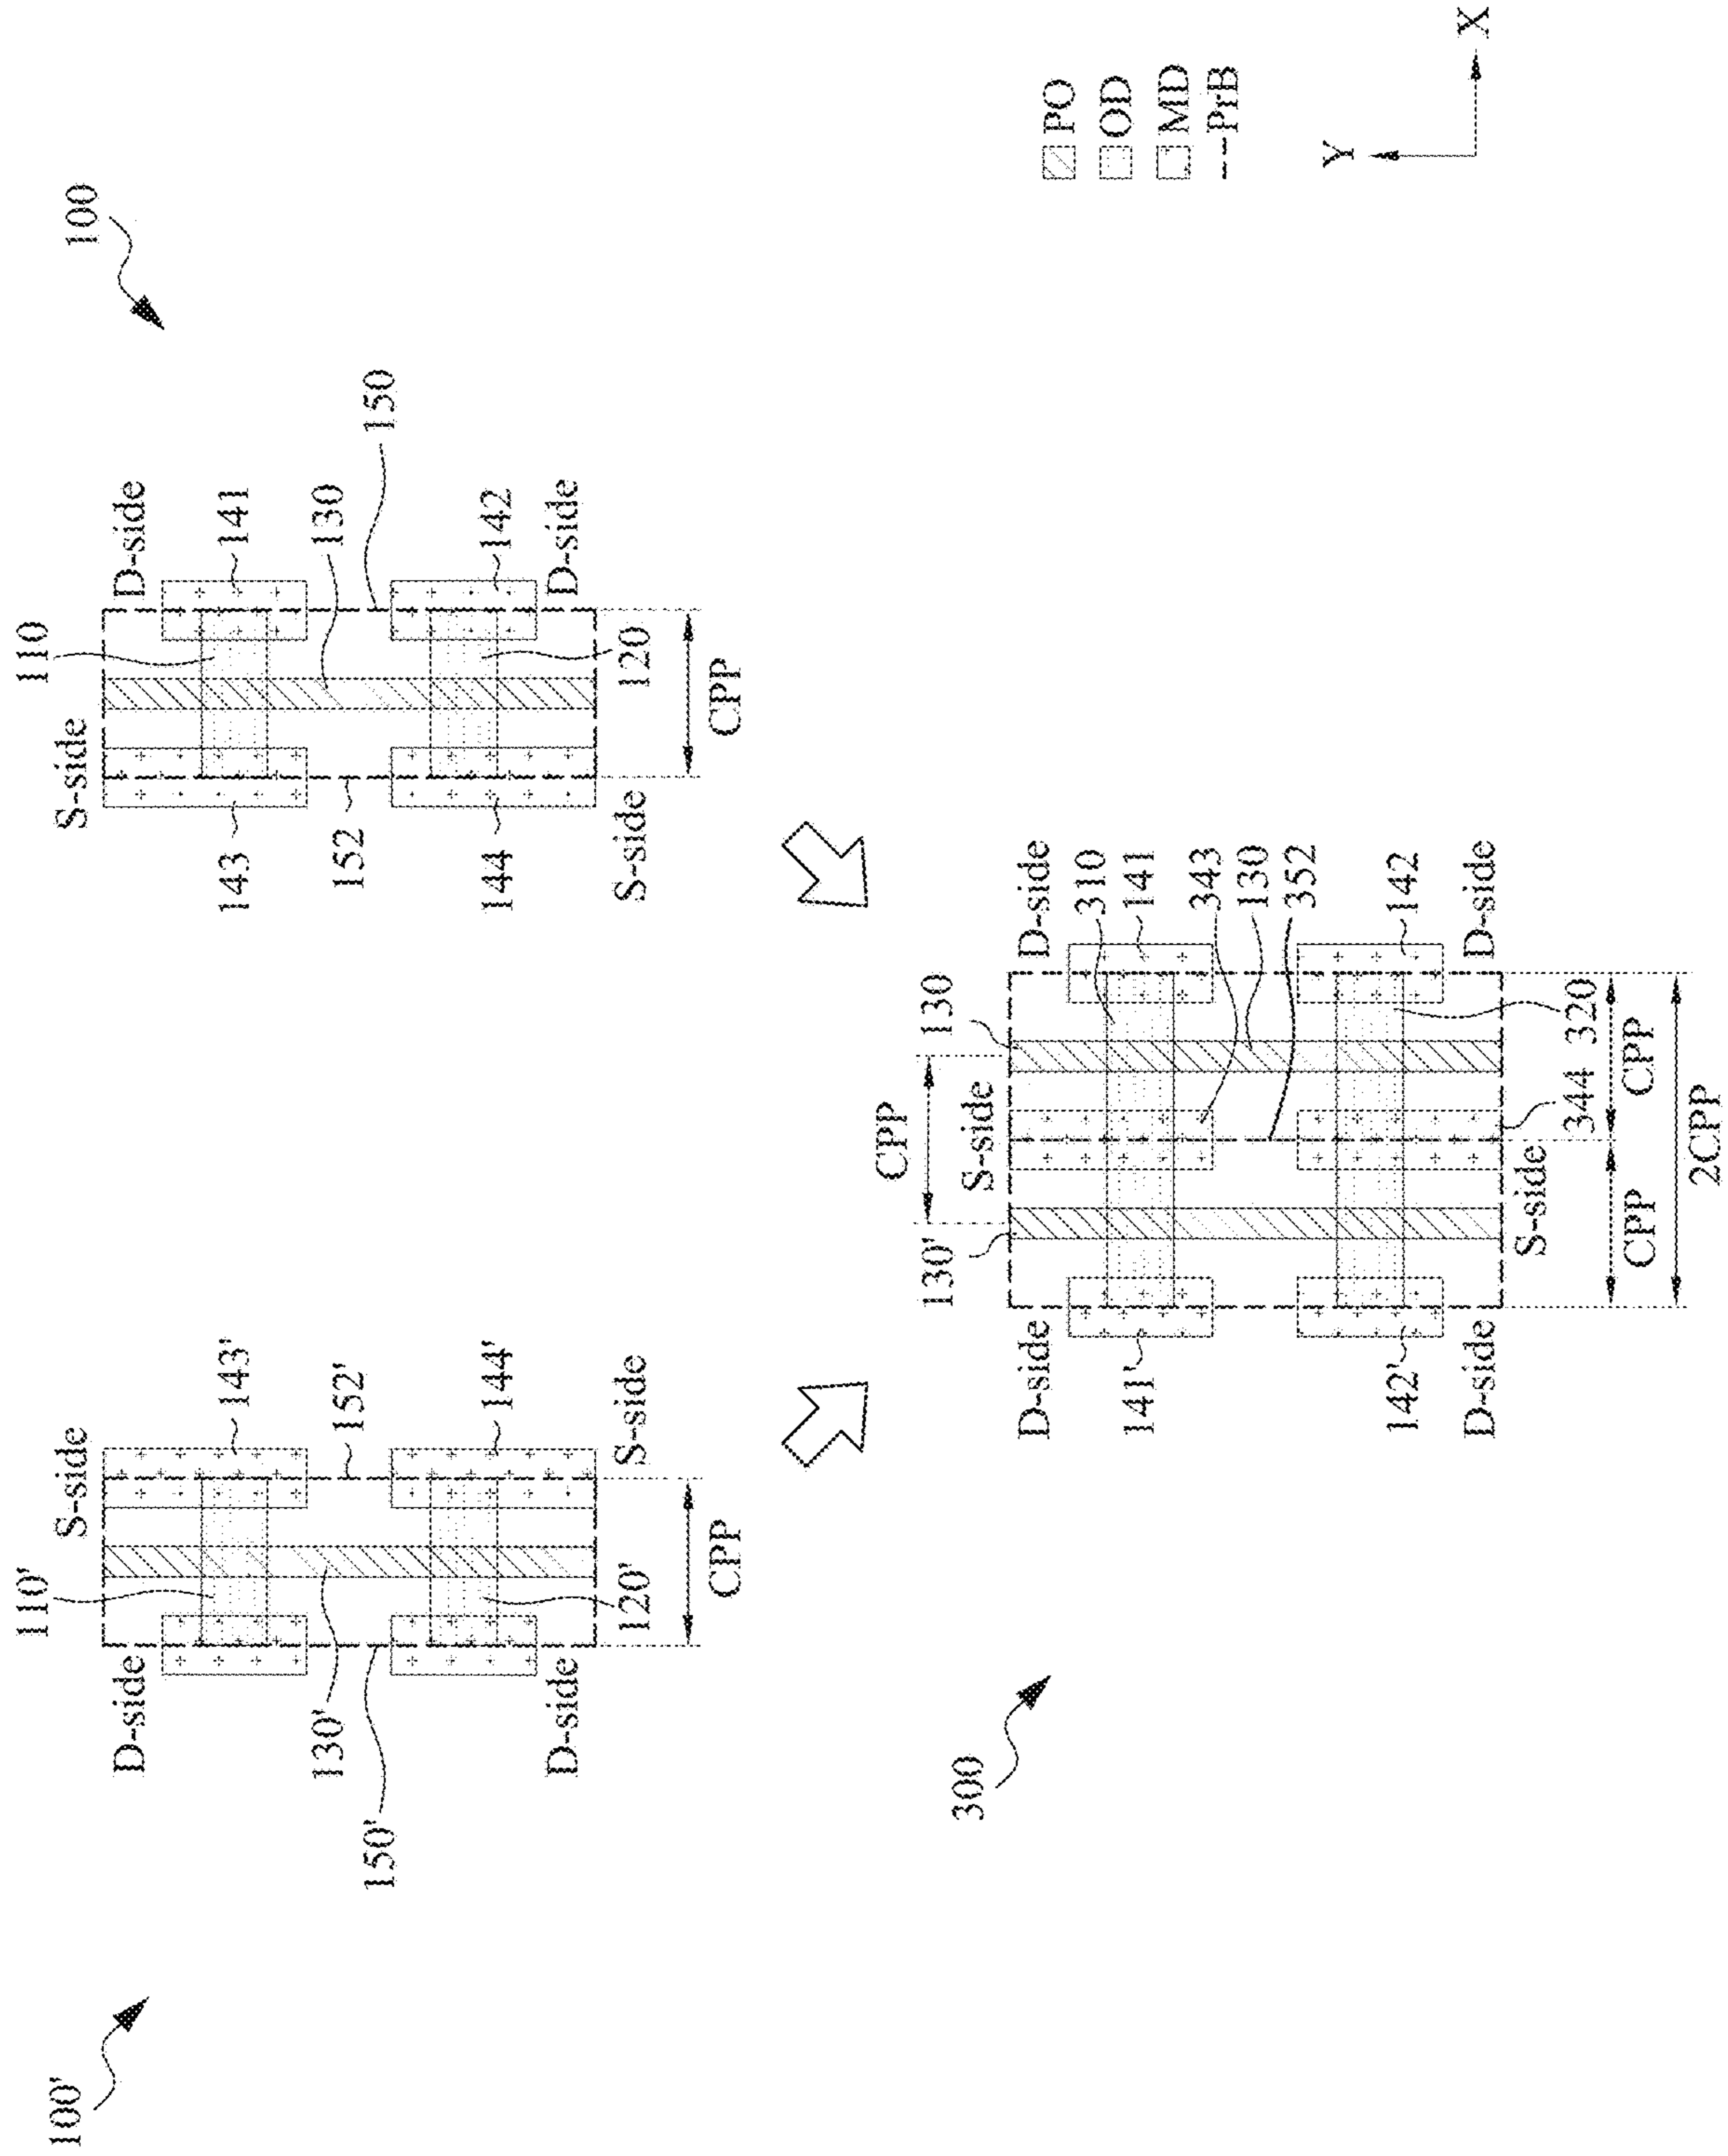 100'
100
110'
S-side
D-side
143'
130'
152'
150'
144'
120'
D-side
S-side
CPP
110
S-side
D-side
143
141
130
152
150
144
142
120
S-side
D-side
CPP
300
CPP
130'
130
S-side
D-side
D-side
310
141'
141
343
130
352
142'
142
D-side
D-side
S-side
344
320
CPP
CPP
2CPP
PO
OD
MD
PrB
Y
X